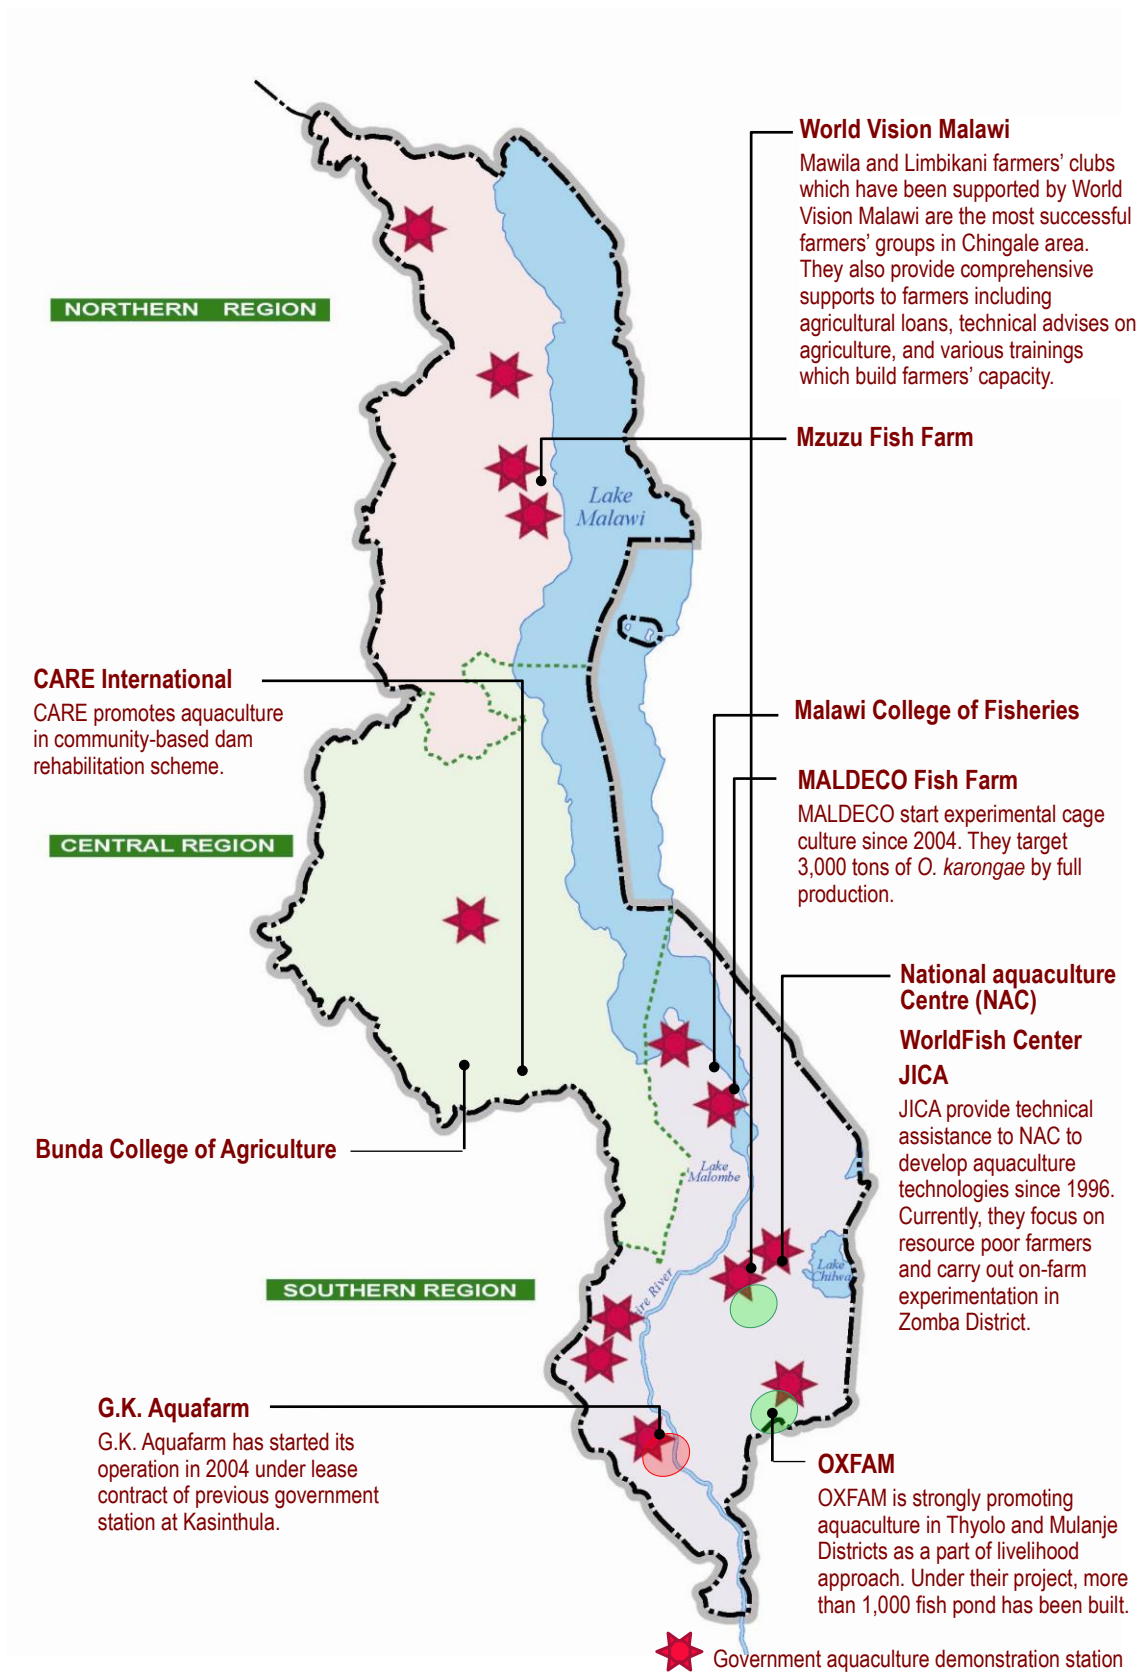 World Vision Malawi
Mawila and Limbikani farmers' clubs
which have been supported by World
Vision Malawi are the most successful
farmers' groups in Chingale area.
They also provide comprehensive
supports to farmers including
agricultural loans, technical advises on
agriculture, and various trainings
which build farmers' capacity.
NORTHERN REGION
Mzuzu Fish Farm
Lake
Malawi
CARE International
CARE promotes aquaculture
in community-based dam
rehabilitation scheme.
Malawi College of Fisheries
MALDECO Fish Farm
MALDECO start experimental cage
culture since 2004. They target
3,000 tons of O. karongae by full
production.
CENTRAL REGION
National aquaculture
Centre (NAC)
WorldFish Center
JICA
JICA provide technical
assistance to NAC to
develop aquaculture
technologies since 1996.
Currently, they focus on
resource poor farmers
and carry out on-farm
experimentation in
Zomba District.
Bunda College of Agriculture
Lake
Malombe
Lake
Chilwa
SOUTHERN REGION
River
G.K. Aquafarm
G.K. Aquafarm has started its
operation in 2004 under lease
contract of previous government
station at Kasinthula.
OXFAM
OXFAM is strongly promoting
aquaculture in Thyolo and Mulanje
Districts as a part of livelihood
approach. Under their project, more
than 1,000 fish pond has been built.
Government aquaculture demonstration station